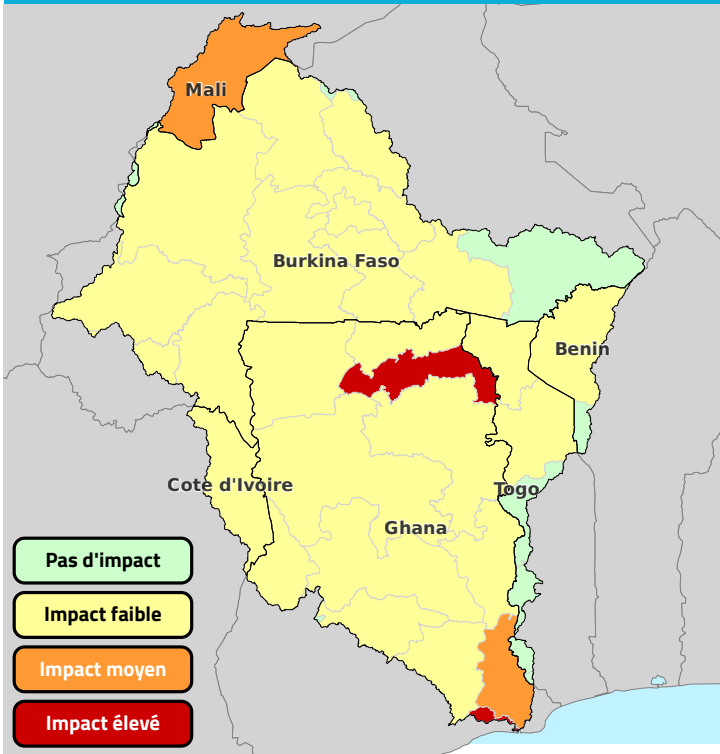 Mali
Burkina Faso
Benin
Cote d'Ivoire
Togo
Ghana
Pas d'impact
Impact faible
Impact moyen
Impact élevé